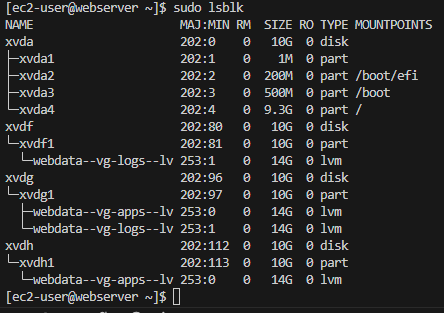 [ec2-user@webserver ~]$ sudo lsblk
NAME MAJ:MIN RM SIZE RO TYPE MOUNTPOINTS
xvda 202:0 0 10G 0 disk
├─xvda1 202:1 0 1M 0 part
├─xvda2 202:2 0 200M 0 part /boot/efi
├─xvda3 202:3 0 500M 0 part /boot
└─xvda4 202:4 0 9.3G 0 part /
xvdf 202:80 0 10G 0 disk
└─xvdf1 202:81 0 10G 0 part
  └─webdata--vg-logs--lv 253:1 0 14G 0 lvm
xvdg 202:96 0 10G 0 disk
└─xvdg1 202:97 0 10G 0 part
  ├─webdata--vg-apps--lv 253:0 0 14G 0 lvm
  └─webdata--vg-logs--lv 253:1 0 14G 0 lvm
xvdh 202:112 0 10G 0 disk
└─xvdh1 202:113 0 10G 0 part
  └─webdata--vg-apps--lv 253:0 0 14G 0 lvm
[ec2-user@webserver ~]$